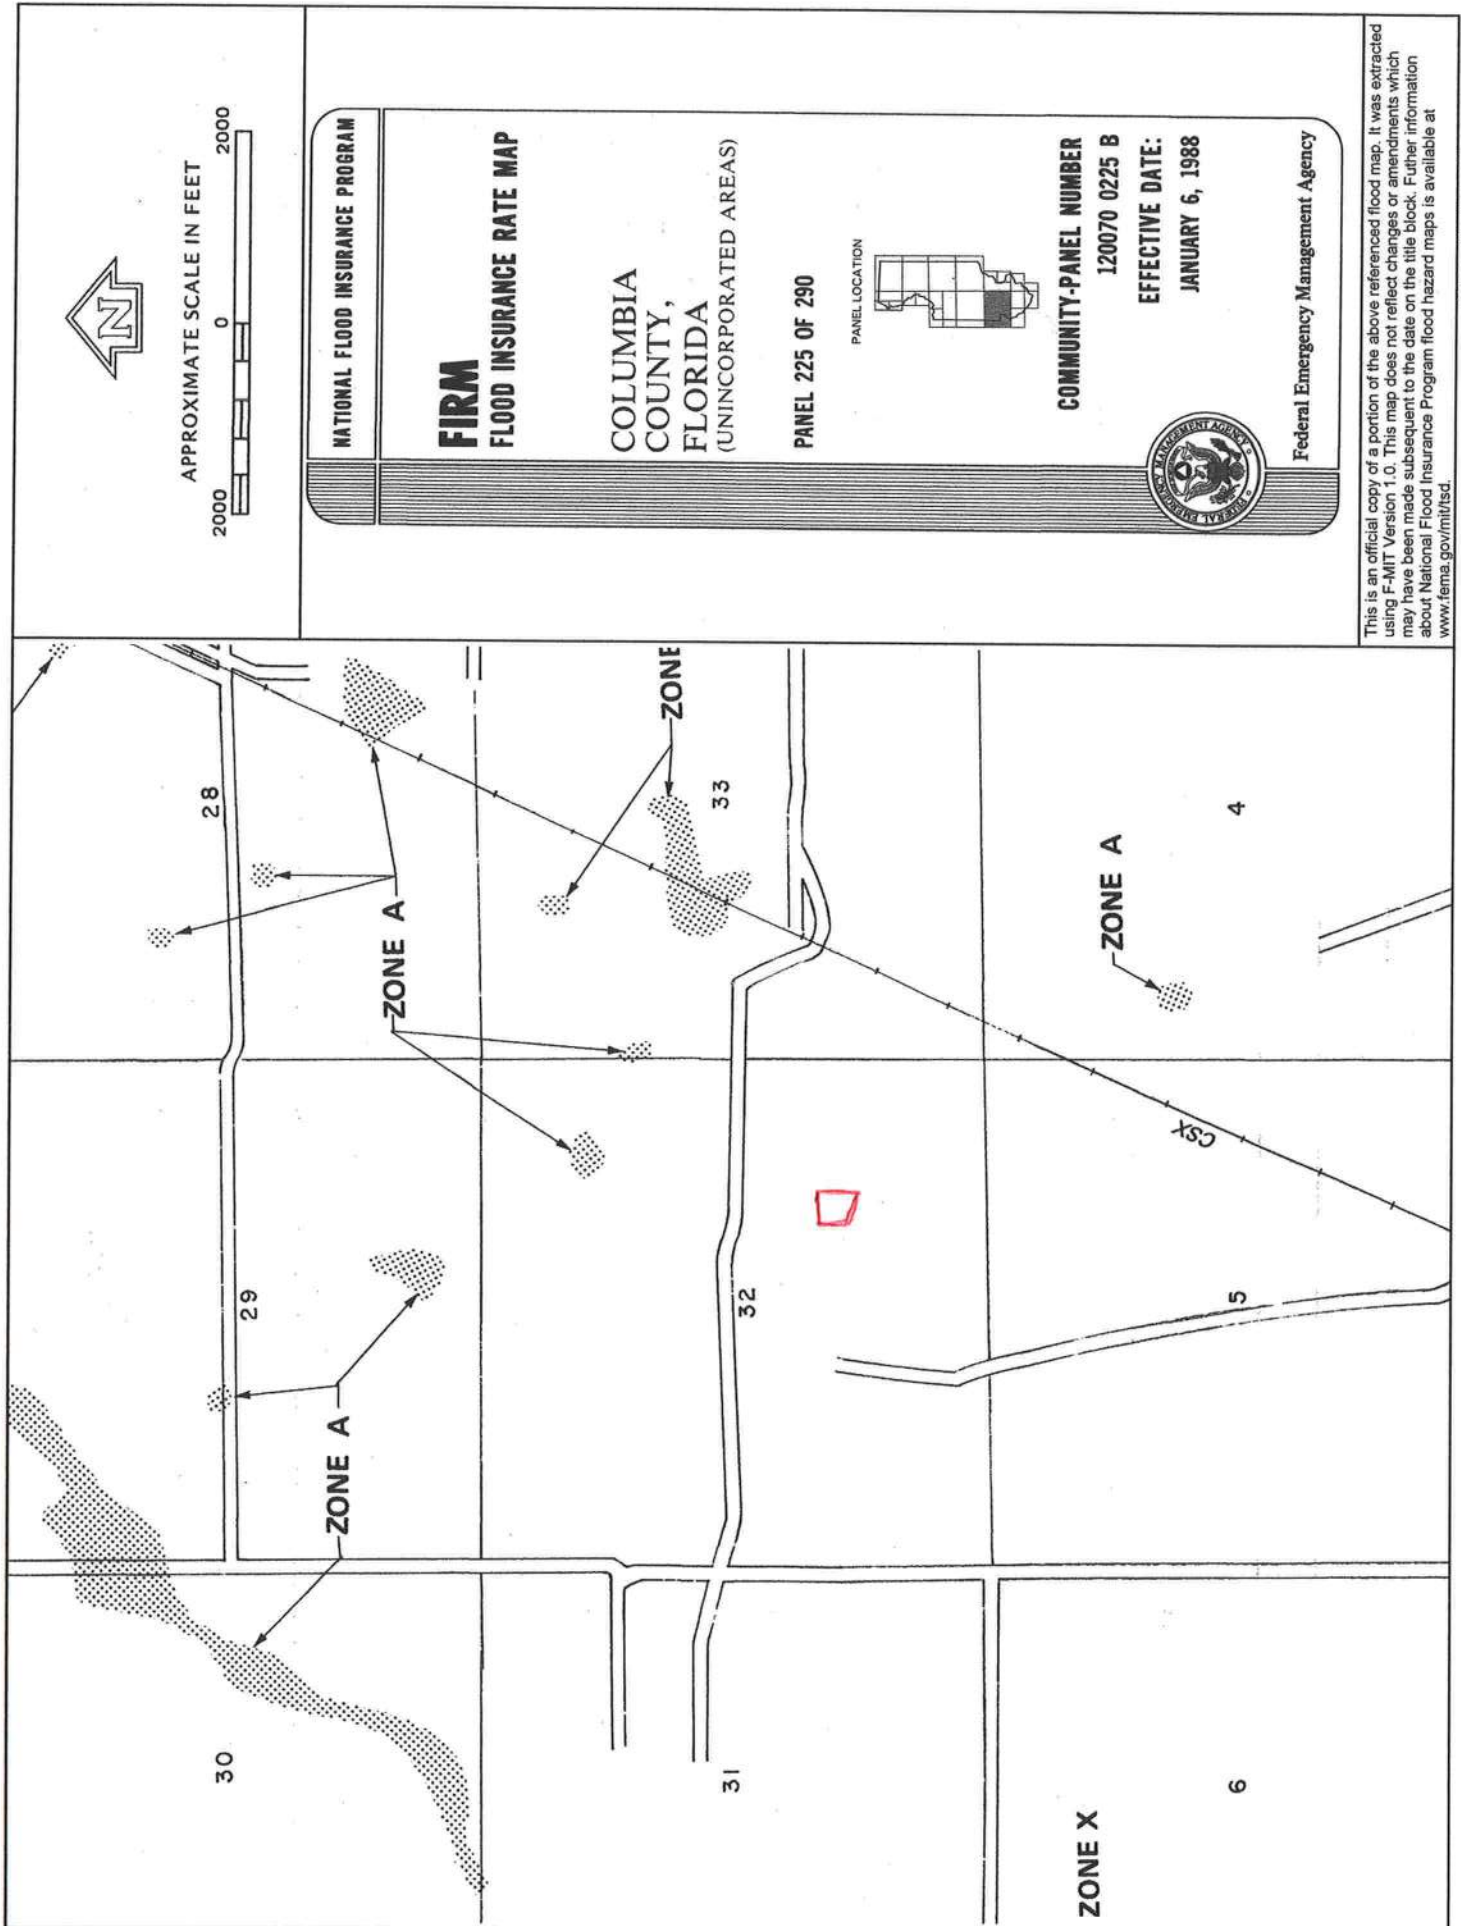 APPROXIMATE SCALE IN FEET
2000 0 2000
N
NATIONAL FLOOD INSURANCE PROGRAM
FIRM
FLOOD INSURANCE RATE MAP
COLUMBIA
COUNTY,
FLORIDA
(UNINCORPORATED AREAS)
PANEL 225 OF 290
PANEL LOCATION
COMMUNITY-PANEL NUMBER
120070 0225 B
EFFECTIVE DATE:
JANUARY 6, 1988
FEDERAL EMERGENCY MANAGEMENT AGENCY
Federal Emergency Management Agency
This is an official copy of a portion of the above referenced flood map. It was extracted
using F-MIT Version 1.0. This map does not reflect changes or amendments which
may have been made subsequent to the date on the title block. Futher information
about National Flood Insurance Program flood hazard maps is available at
www.fema.gov/mit/tsd.
30
29
28
ZONE A
ZONE A
ZONE
31
32
33
ZONE X
ZONE A
CSX
6
5
4